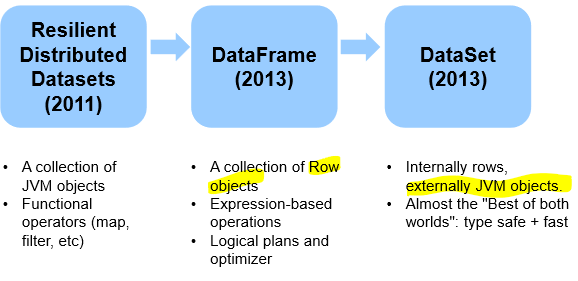 Resilient
Distributed
Datasets
(2011)
DataFrame
(2013)
DataSet
(2013)
• A collection of
JVM objects
• Functional
operators (map,
filter, etc)
• A collection of Row
objects
• Expression-based
operations
• Logical plans and
optimizer
• Internally rows,
externally JVM objects.
• Almost the "Best of both
worlds": type safe + fast